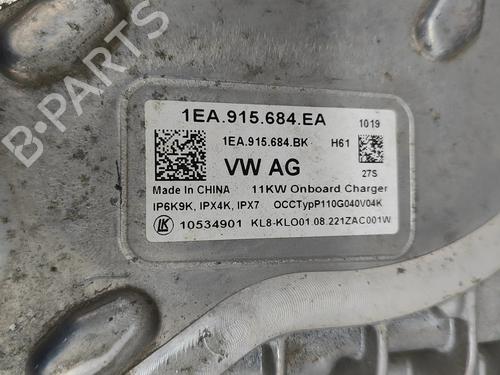 1EA.915.684.EA 1019
1EA.915.684.BK H61
VW AG 27S
Made In CHINA 11KW Onboard Charger
IP6K9K, IPX4K, IPX7 OCCTypP110G040V04K
LK 10534901 KL8-KLO01.08.221ZAC001W
B-PARTS